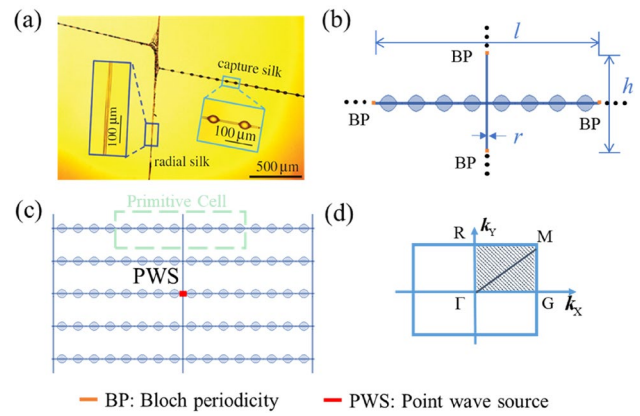 (a)
capture silk
100 μm
100 μm
radial silk
500 μm
(b)
l
BP
h
BP
BP
r
BP
(c)
Primitive Cell
PWS
(d)
R
k_Y
M
Γ
G
k_X
BP: Bloch periodicity
PWS: Point wave source